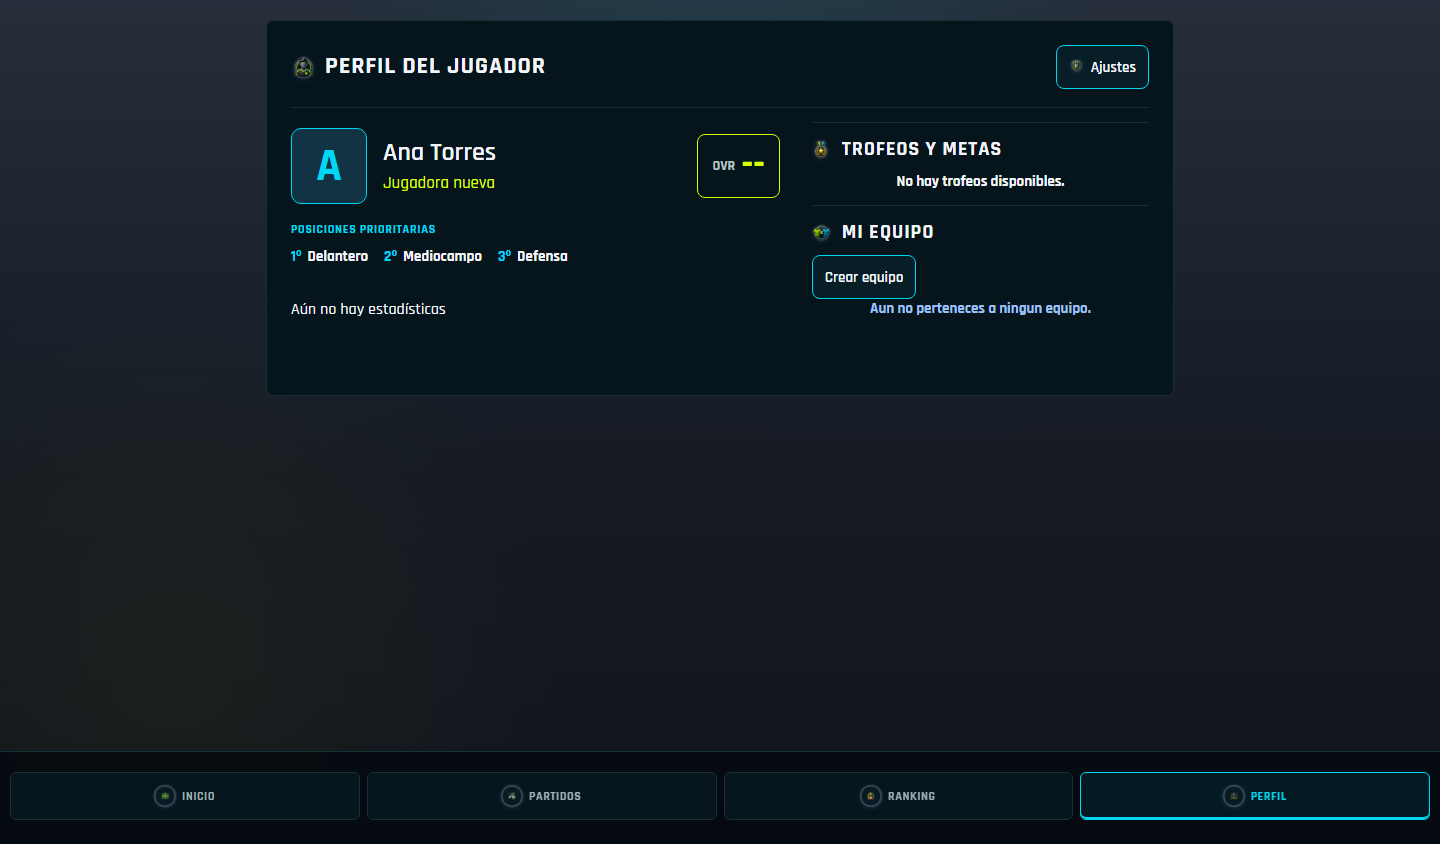 PERFIL DEL JUGADOR
Ajustes
A
Ana Torres
Jugadora nueva
OVR --
POSICIONES PRIORITARIAS
1º Delantero 2º Mediocampo 3º Defensa
Aún no hay estadísticas
TROFEOS Y METAS
No hay trofeos disponibles.
MI EQUIPO
Crear equipo
Aun no perteneces a ningun equipo.
INICIO
PARTIDOS
RANKING
PERFIL